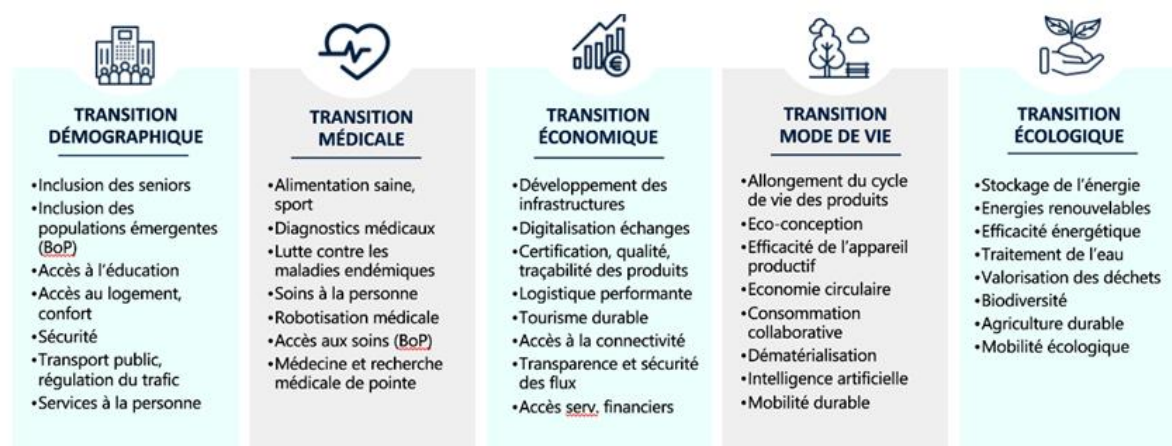 TRANSITION
DÉMOGRAPHIQUE
•Inclusion des seniors
•Inclusion des
populations émergentes
(BoP)
•Accès à l'éducation
•Accès au logement,
confort
•Sécurité
•Transport public,
régulation du trafic
•Services à la personne
TRANSITION
MÉDICALE
•Alimentation saine,
sport
•Diagnostics médicaux
•Lutte contre les
maladies endémiques
•Soins à la personne
•Robotisation médicale
•Accès aux soins (BoP)
•Médecine et recherche
médicale de pointe
€
TRANSITION
ÉCONOMIQUE
•Développement des
infrastructures
•Digitalisation échanges
•Certification, qualité,
traçabilité des produits
•Logistique performante
•Tourisme durable
•Accès à la connectivité
•Transparence et sécurité
des flux
•Accès serv. financiers
TRANSITION
MODE DE VIE
•Allongement du cycle
de vie des produits
•Eco-conception
•Efficacité de l'appareil
productif
•Economie circulaire
•Consommation
collaborative
•Dématérialisation
•Intelligence artificielle
•Mobilité durable
TRANSITION
ÉCOLOGIQUE
•Stockage de l'énergie
•Energies renouvelables
•Efficacité énergétique
•Traitement de l'eau
•Valorisation des déchets
•Biodiversité
•Agriculture durable
•Mobilité écologique